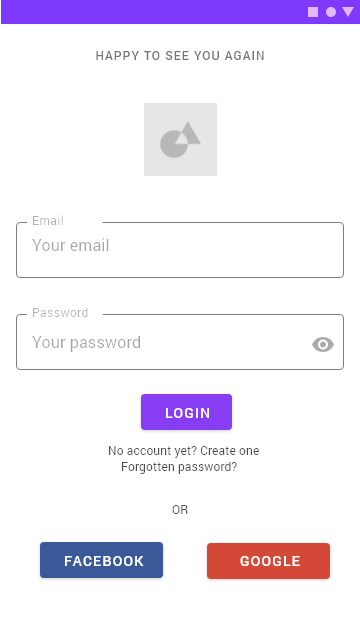 HAPPY TO SEE YOU AGAIN
Email
Your email
Password
Your password
LOGIN
No account yet? Create one
Forgotten password?
OR
FACEBOOK
GOOGLE